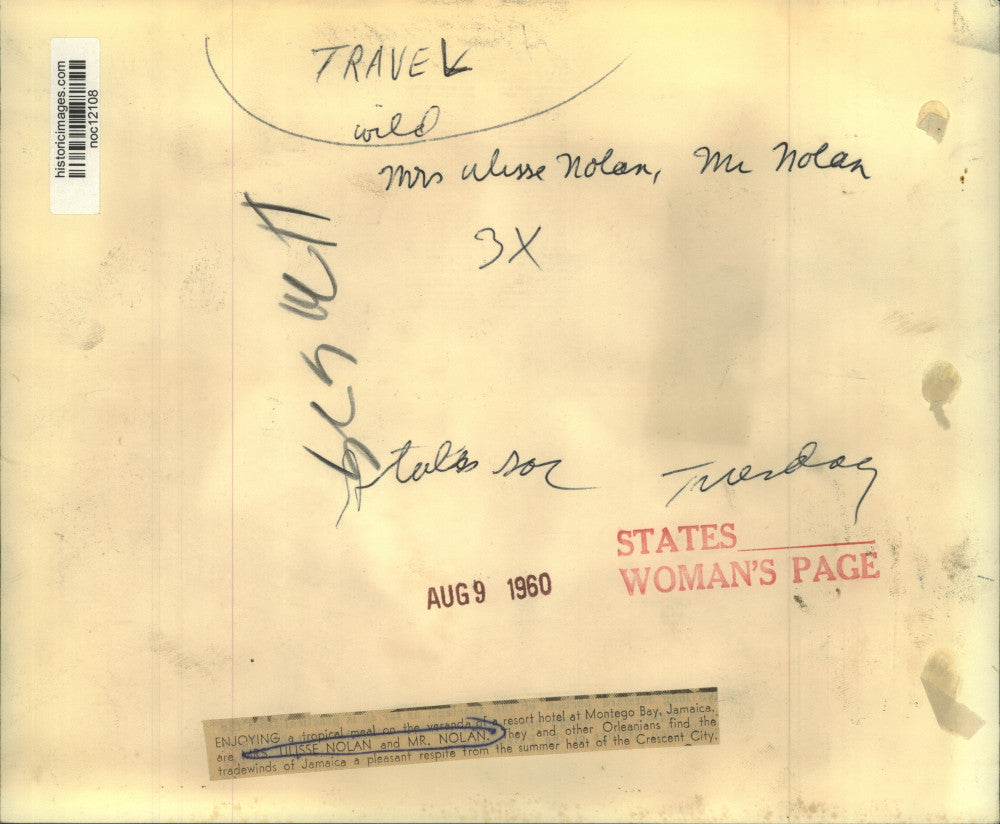 historicimages.com
noc12108
TRAVEL
wild
Mrs Ulisse Nolan, Mr Nolan
3X
states soc Tuesday
STATES
WOMAN'S PAGE
AUG 9 1960
ENJOYING a tropical meal on the veranda of a resort hotel at Montego Bay, Jamaica,
are MRS. ULISSE NOLAN and MR. NOLAN. They and other Orleanians find the
tradewinds of Jamaica a pleasant respite from the summer heat of the Crescent City.